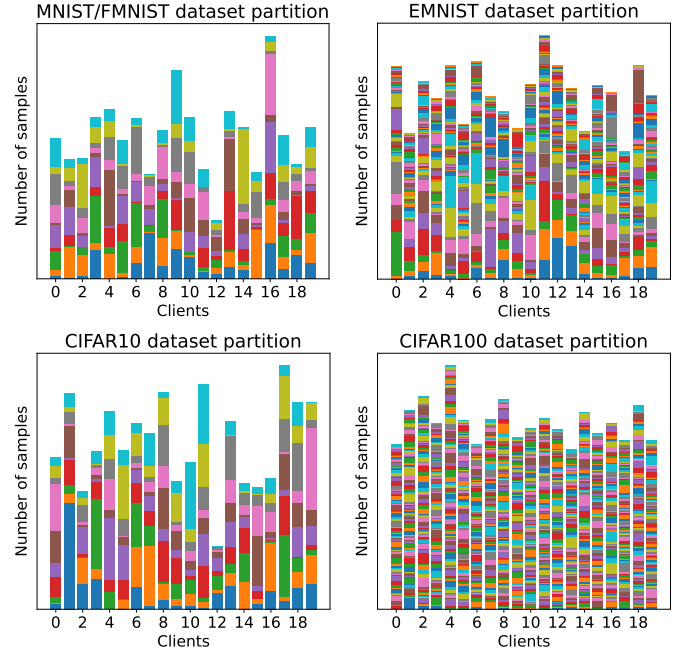 MNIST/FMNIST dataset partition
Number of samples
0 2 4 6 8 10 12 14 16 18
Clients
EMNIST dataset partition
Number of samples
0 2 4 6 8 10 12 14 16 18
Clients
CIFAR10 dataset partition
Number of samples
0 2 4 6 8 10 12 14 16 18
Clients
CIFAR100 dataset partition
Number of samples
0 2 4 6 8 10 12 14 16 18
Clients